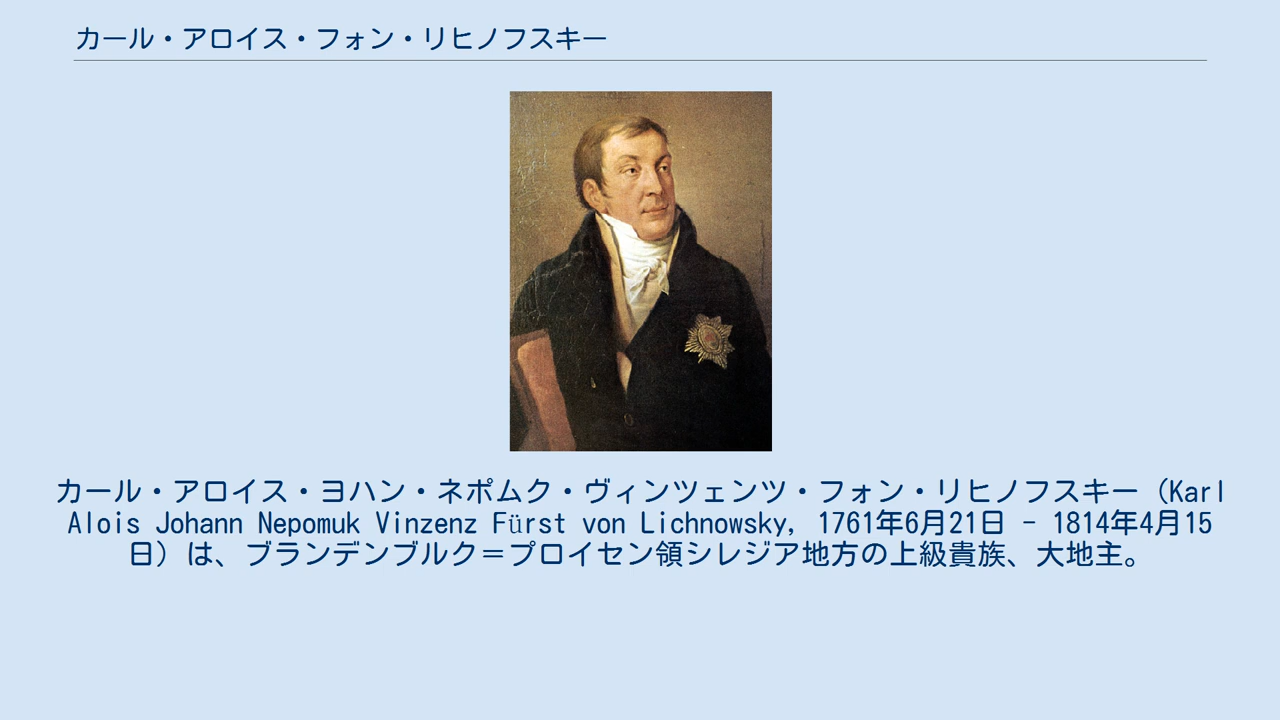 カール・アロイス・フォン・リヒノフスキー
カール・アロイス・ヨハン・ネポムク・ヴィンツェンツ・フォン・リヒノフスキー（Karl
Alois Johann Nepomuk Vinzenz Fürst von Lichnowsky, 1761年6月21日 - 1814年4月15
日）は、ブランデンブルク＝プロイセン領シレジア地方の上級貴族、大地主。